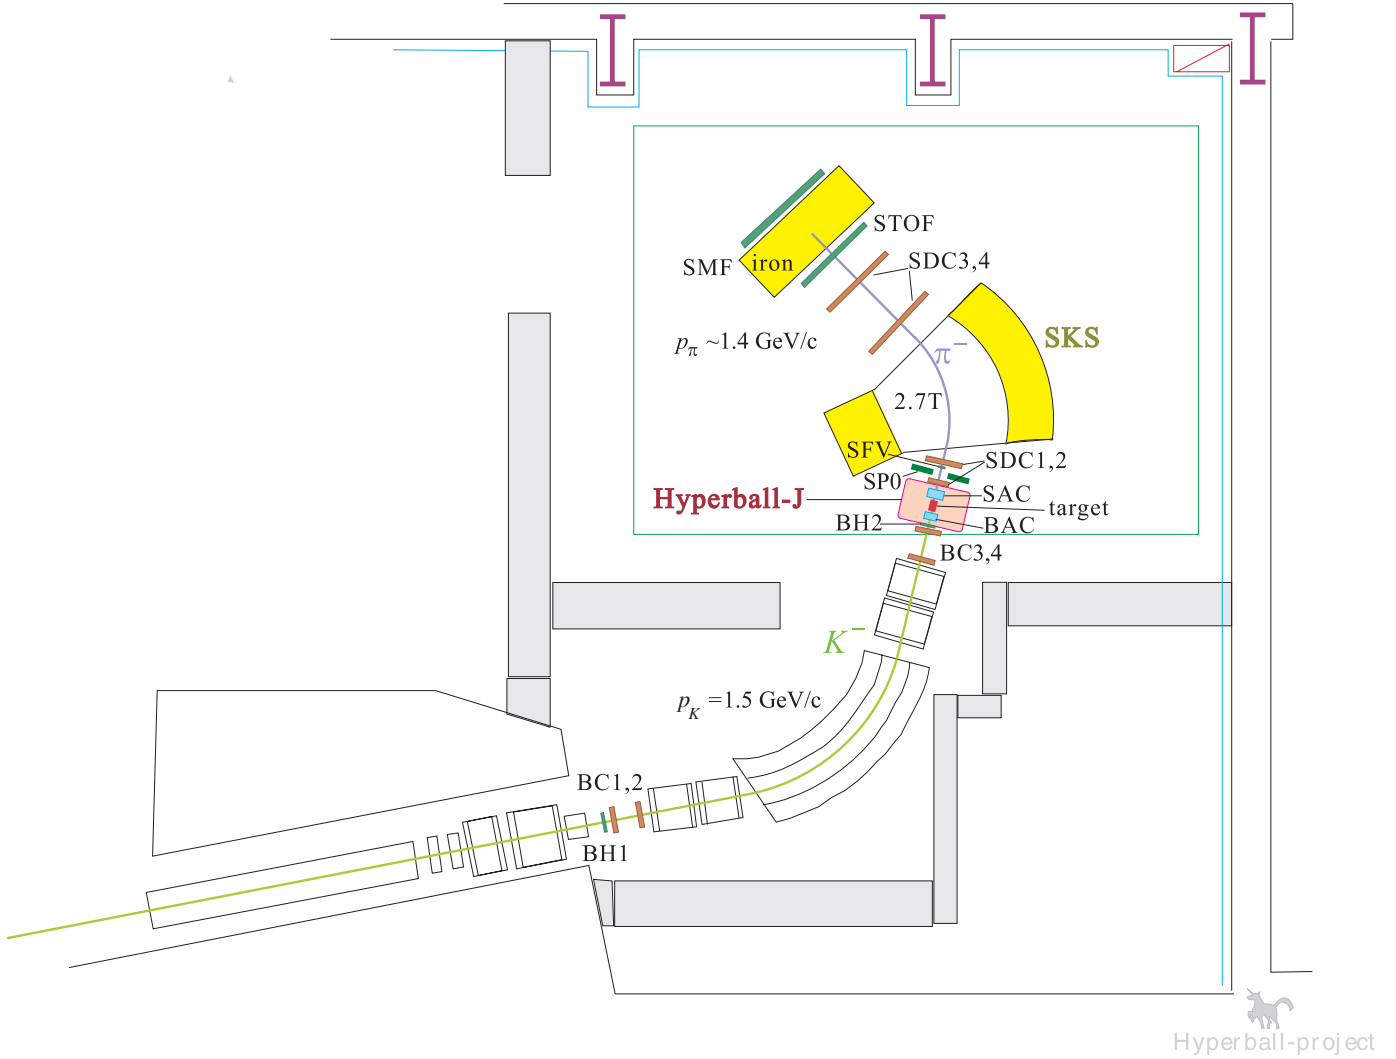 STOF
SDC3,4
SMF
iron
pπ ~1.4 GeV/c
SKS
π−
2.7T
SFV
SDC1,2
SP0
SAC
Hyperball-J
target
BH2
BAC
BC3,4
K−
pK =1.5 GeV/c
BC1,2
BH1
Hyperball-project